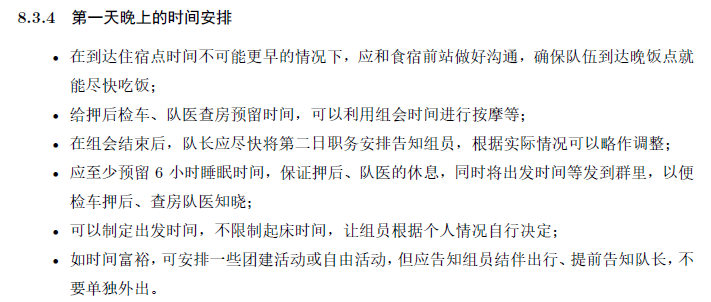 8.3.4 第一天晚上的时间安排
• 在到达住宿点时间不可能更早的情况下，应和食宿前站做好沟通，确保队伍到达晚饭点就
能尽快吃饭；
• 给押后检车、队医查房预留时间，可以利用组会时间进行按摩等；
• 在组会结束后，队长应尽快将第二日职务安排告知组员，根据实际情况可以略作调整；
• 应至少预留 6 小时睡眠时间，保证押后、队医的休息，同时将出发时间等发到群里，以便
检车押后、查房队医知晓；
• 可以制定出发时间，不限制起床时间，让组员根据个人情况自行决定；
• 如时间富裕，可安排一些团建活动或自由活动，但应告知组员结伴出行、提前告知队长，不
要单独外出。